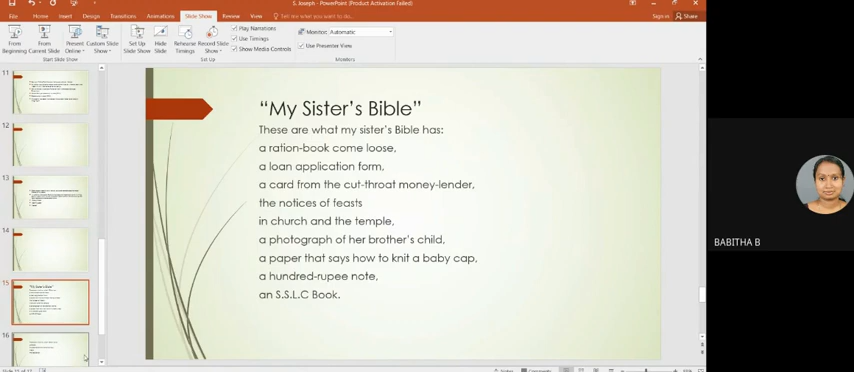 S. Joseph - PowerPoint (Product Activation Failed)
File Home Insert Design Transitions Animations Slide Show Review View Tell me what you want to do... Sign in Share
From Beginning
From Current Slide
Present Online
Custom Slide Show
Set Up Slide Show
Hide Slide
Rehearse Timings
Record Slide Show
Play Narrations
Use Timings
Show Media Controls
Monitor: Automatic
Use Presenter View
Start Slide Show Set Up Monitors
11
12
13
14
15
16
“My Sister’s Bible”
These are what my sister’s Bible has:
a ration-book come loose,
a loan application form,
a card from the cut-throat money-lender,
the notices of feasts
in church and the temple,
a photograph of her brother’s child,
a paper that says how to knit a baby cap,
a hundred-rupee note,
an S.S.L.C Book.
BABITHA B